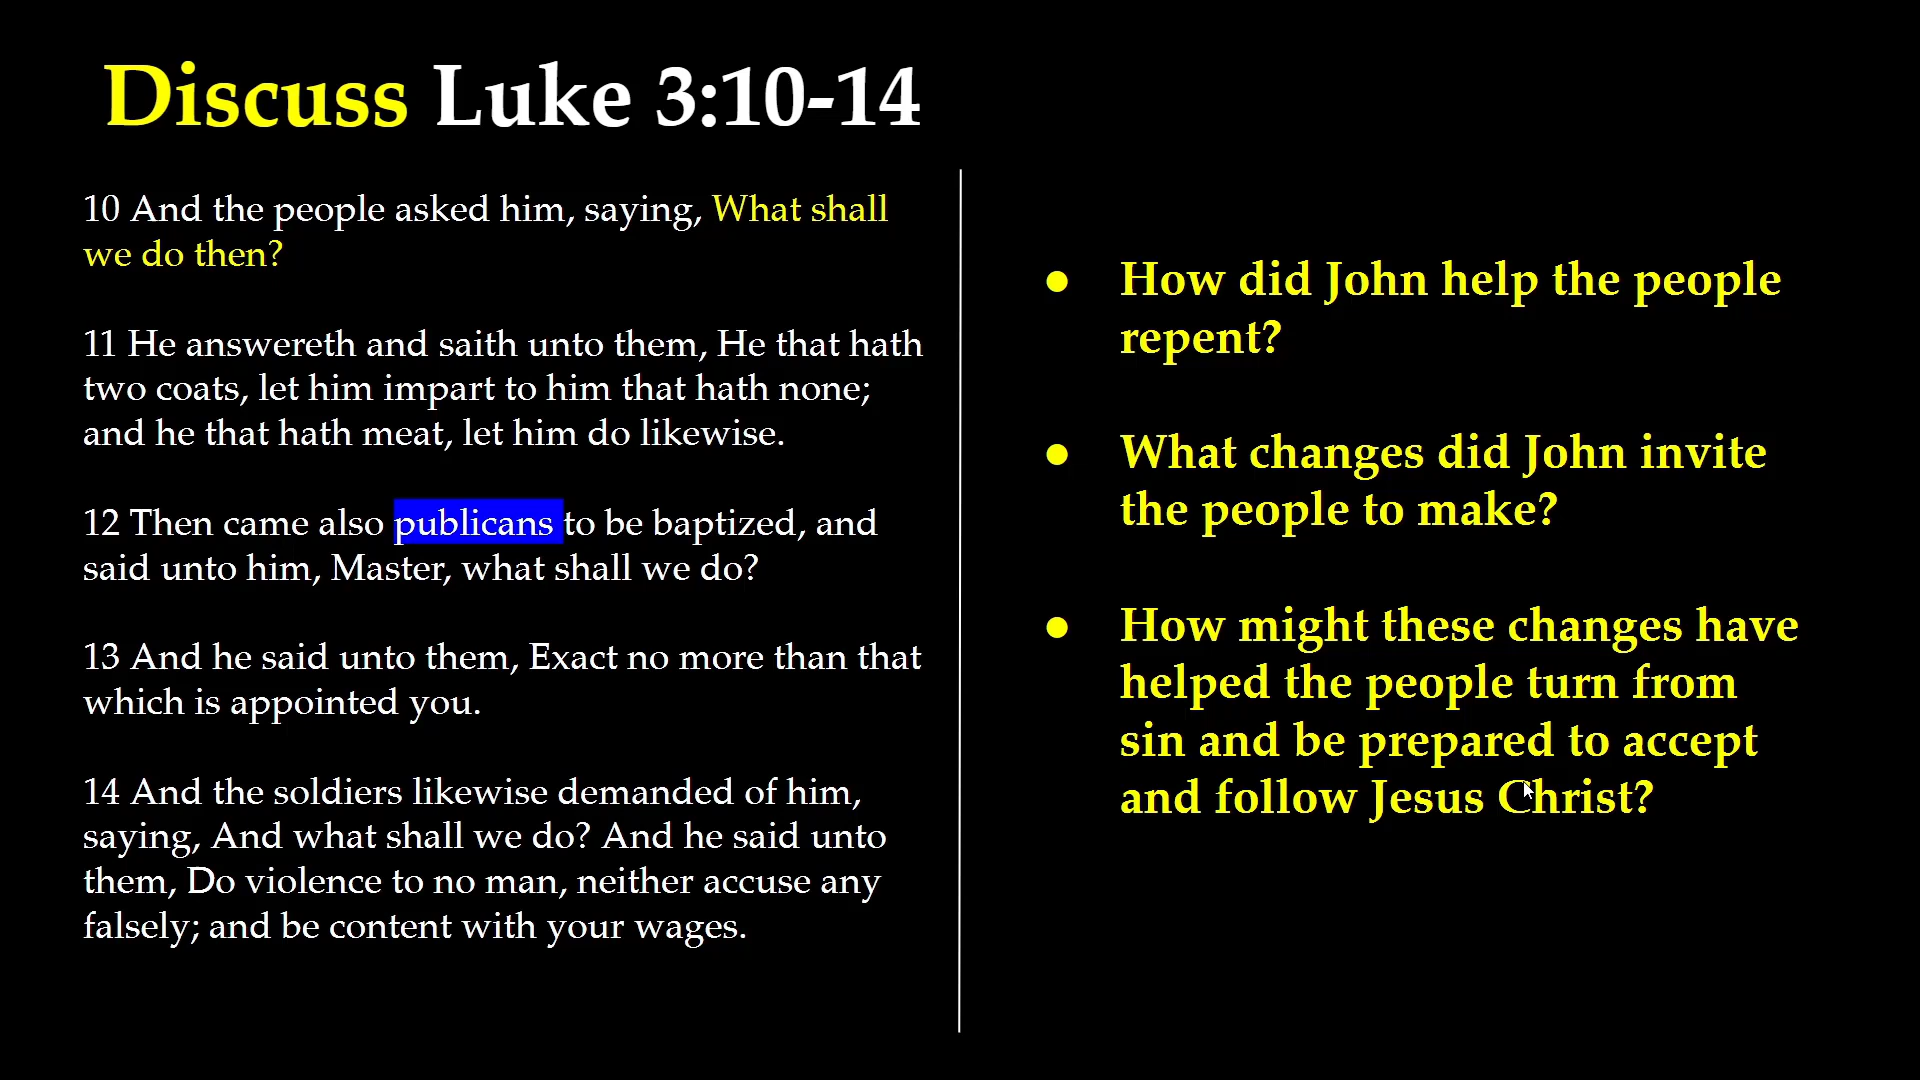 Discuss Luke 3:10-14
10 And the people asked him, saying, What shall
we do then?
11 He answereth and saith unto them, He that hath
two coats, let him impart to him that hath none;
and he that hath meat, let him do likewise.
12 Then came also publicans to be baptized, and
said unto him, Master, what shall we do?
13 And he said unto them, Exact no more than that
which is appointed you.
14 And the soldiers likewise demanded of him,
saying, And what shall we do? And he said unto
them, Do violence to no man, neither accuse any
falsely; and be content with your wages.
● How did John help the people
repent?
● What changes did John invite
the people to make?
● How might these changes have
helped the people turn from
sin and be prepared to accept
and follow Jesus Christ?